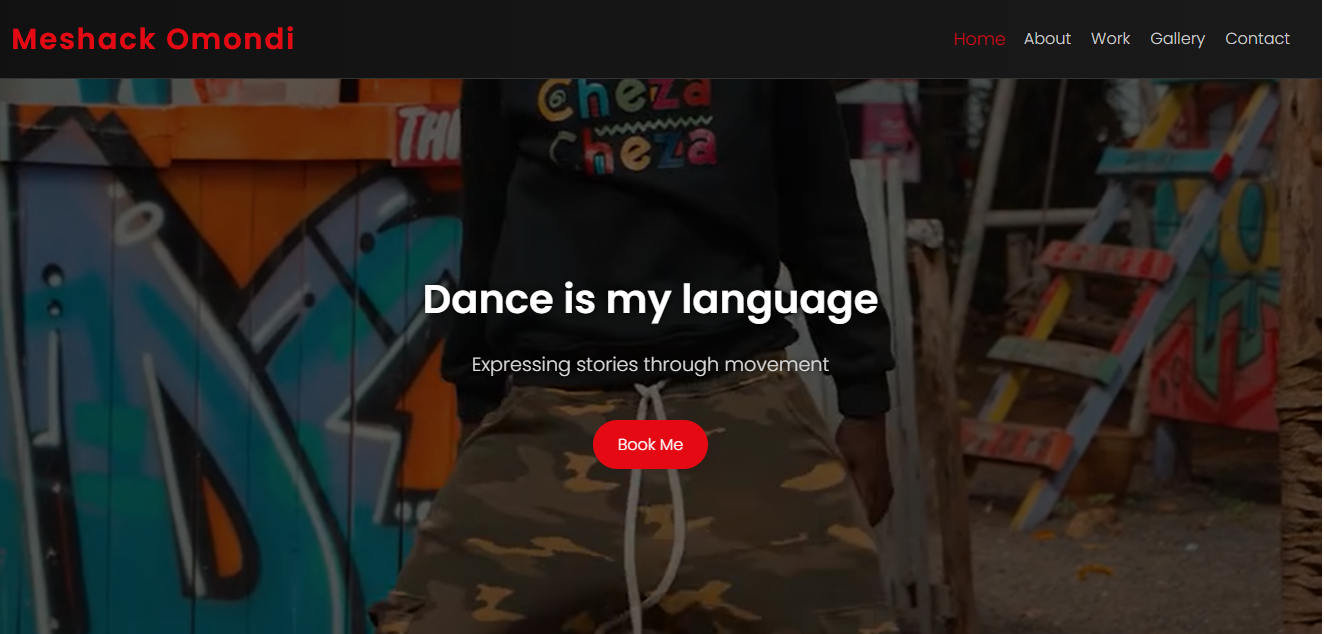 Meshack Omondi
Home About Work Gallery Contact
Cheza
Cheza
Dance is my language
Expressing stories through movement
Book Me